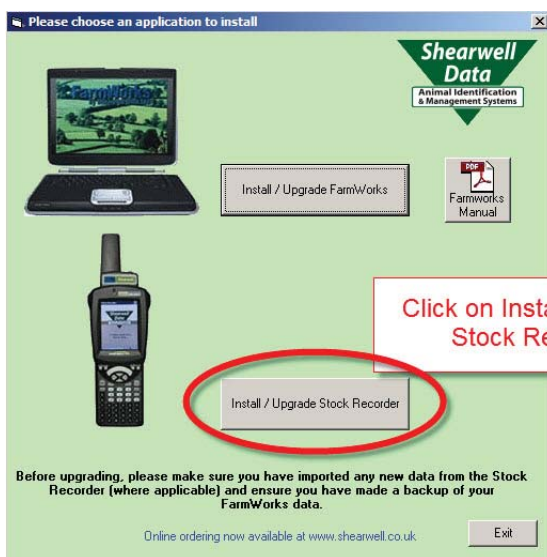 Please choose an application to install
Shearwell
Data
Animal Identification
& Management Systems
FarmWorks
Install / Upgrade FarmWorks
PDF
Farmworks
Manual
Shearwell
Data
Click on Insta
Stock Re
Install / Upgrade Stock Recorder
Before upgrading, please make sure you have imported any new data from the Stock
Recorder (where applicable) and ensure you have made a backup of your
FarmWorks data.
Online ordering now available at www.shearwell.co.uk
Exit